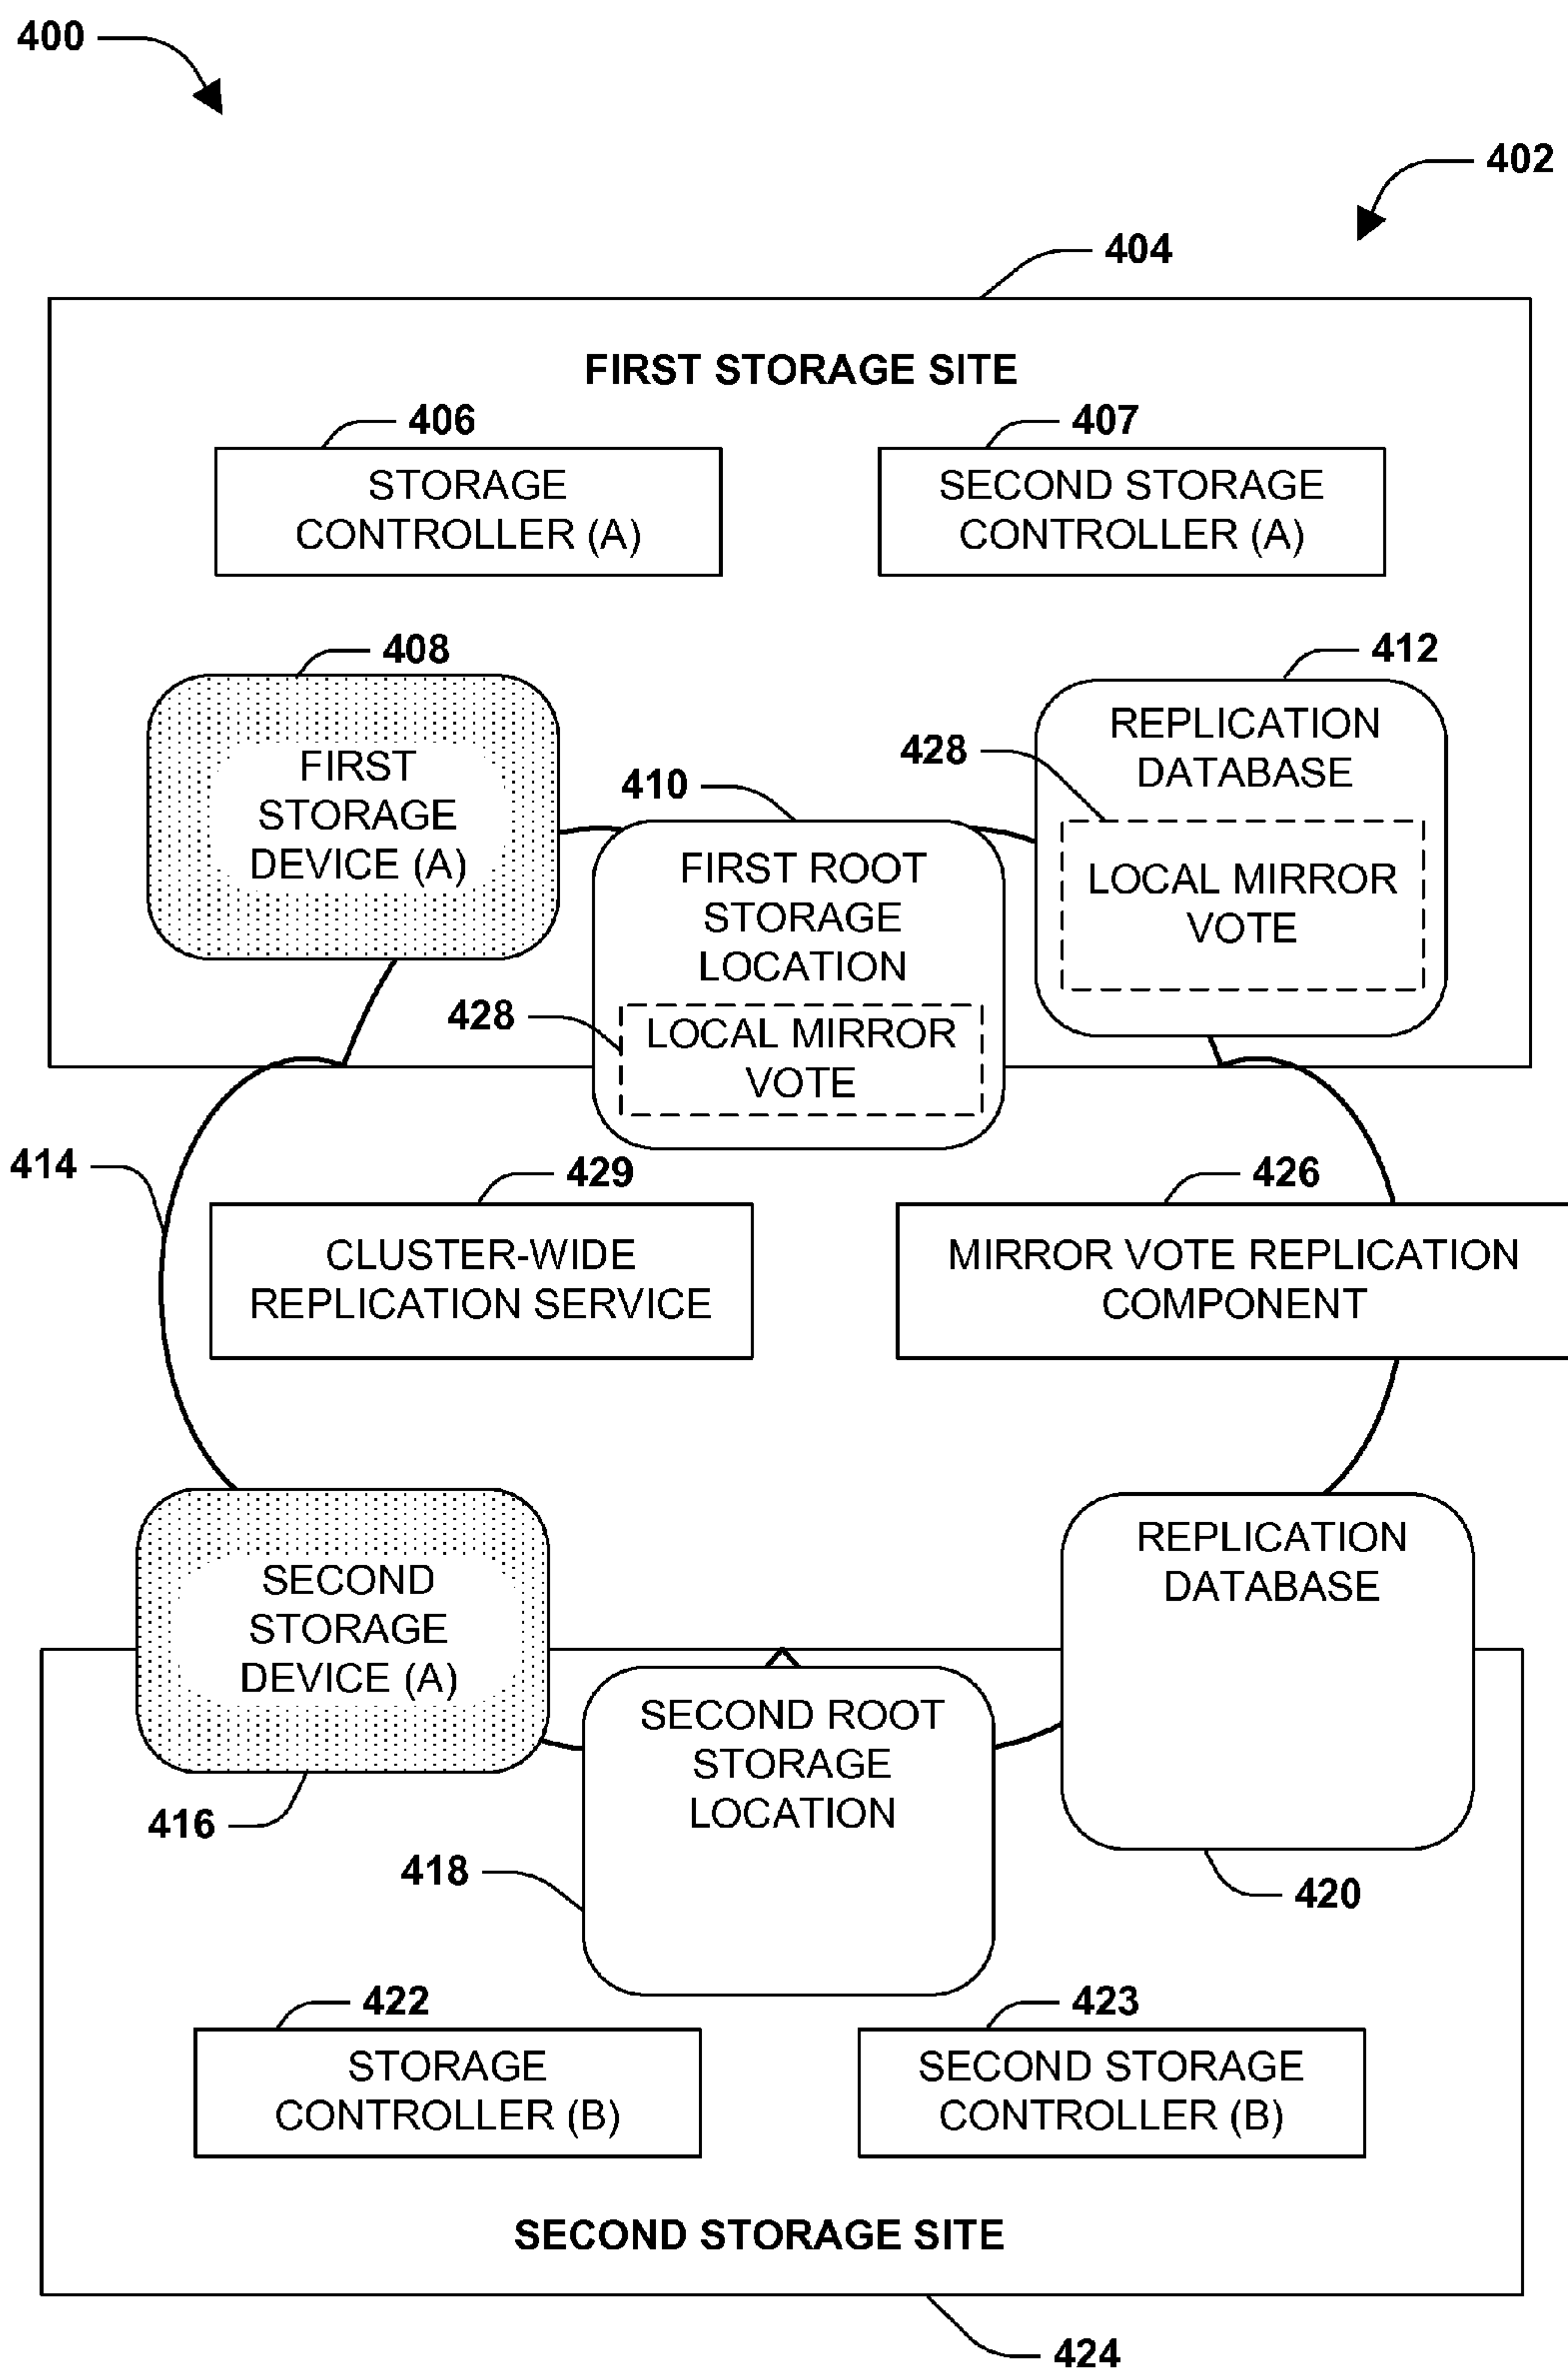 400
402
404
FIRST STORAGE SITE
406
407
STORAGE
CONTROLLER (A)
SECOND STORAGE
CONTROLLER (A)
408
412
FIRST
STORAGE
DEVICE (A)
REPLICATION
DATABASE
428
LOCAL MIRROR
VOTE
410
FIRST ROOT
STORAGE
LOCATION
428
LOCAL MIRROR
VOTE
414
429
426
CLUSTER-WIDE
REPLICATION SERVICE
MIRROR VOTE REPLICATION
COMPONENT
SECOND
STORAGE
DEVICE (A)
REPLICATION
DATABASE
SECOND ROOT
STORAGE
LOCATION
416
418
420
422
423
STORAGE
CONTROLLER (B)
SECOND STORAGE
CONTROLLER (B)
SECOND STORAGE SITE
424